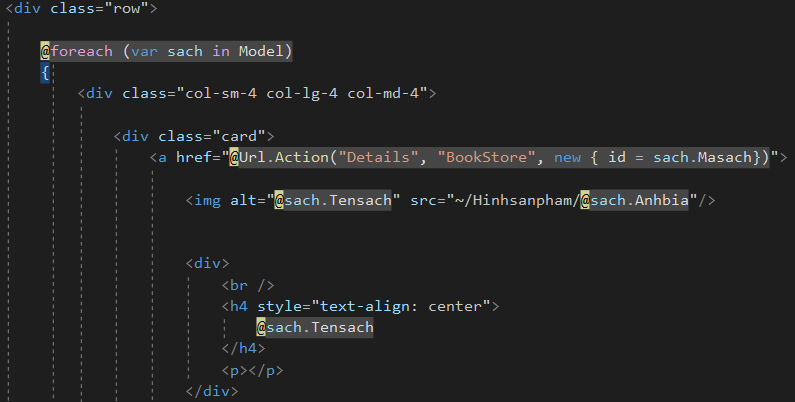 <div class="row">
@foreach (var sach in Model)
{
<div class="col-sm-4 col-lg-4 col-md-4">
<div class="card">
<a href="@Url.Action("Details", "BookStore", new { id = sach.Masach})">
<img alt="@sach.Tensach" src="~/Hinhsanpham/@sach.Anhbia"/>
<div>
<br />
<h4 style="text-align: center">
@sach.Tensach
</h4>
<p></p>
</div>